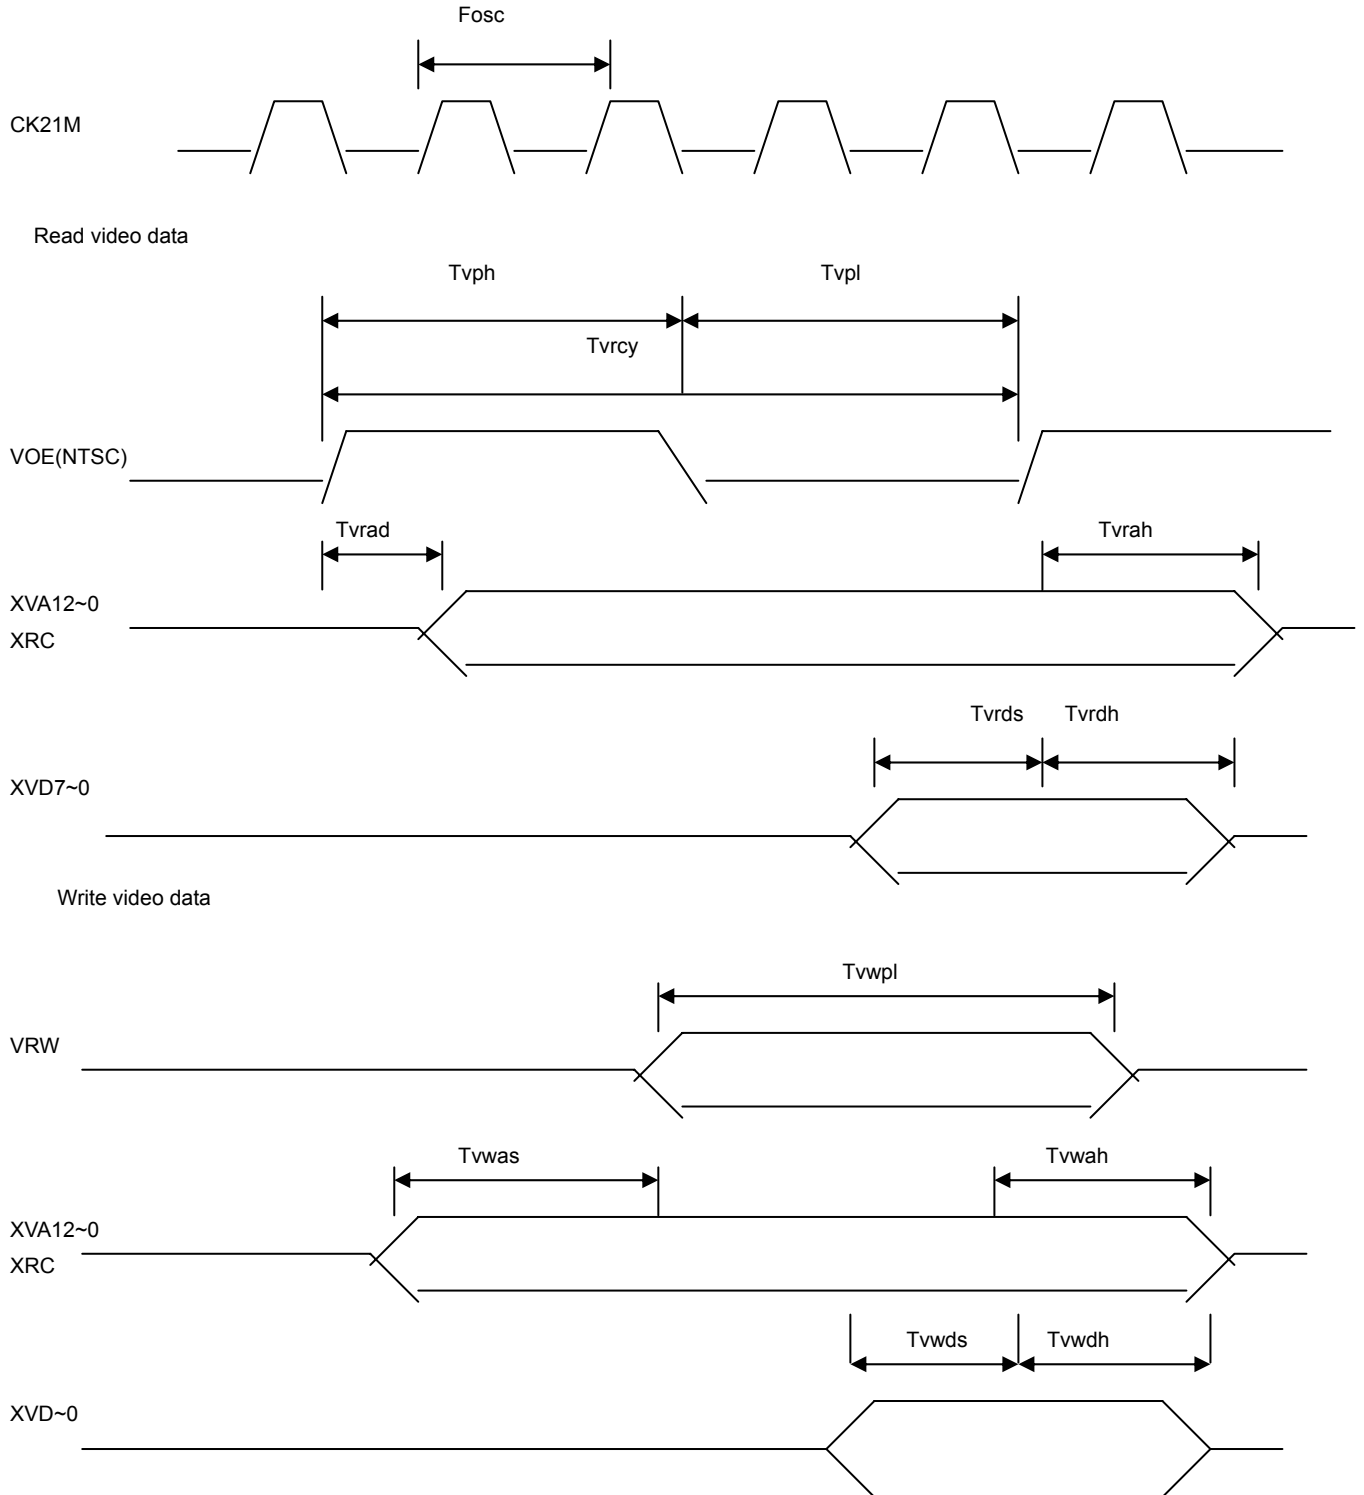 Fosc
CK21M
Read video data
Tvph Tvpl
Tvrcy
VOE(NTSC)
Tvrad Tvrah
XVA12~0
XRC
Tvrds Tvrdh
XVD7~0
Write video data
Tvwpl
VRW
Tvwas Tvwah
XVA12~0
XRC
Tvwds Tvwdh
XVD~0